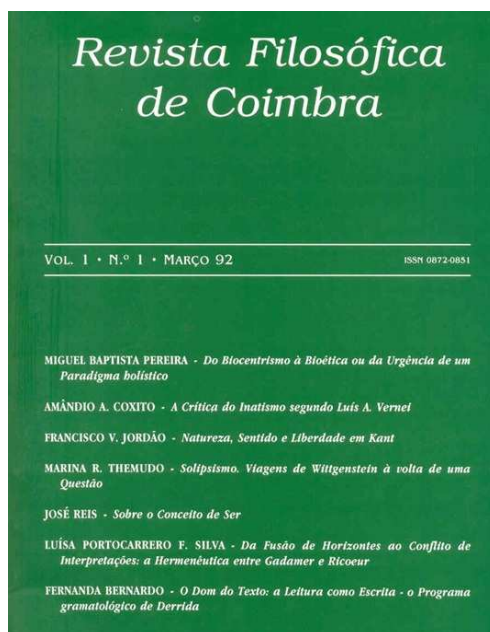 Revista Filosófica
de Coimbra
VOL. 1 • N.º 1 • MARÇO 92
ISSN 0872-0851
MIGUEL BAPTISTA PEREIRA - Do Biocentrismo à Bioética ou da Urgência de um
Paradigma holístico
AMÂNDIO A. COXITO - A Crítica do Inatismo segundo Luís A. Vernei
FRANCISCO V. JORDÃO - Natureza, Sentido e Liberdade em Kant
MARINA R. THEMUDO - Solipsismo. Viagens de Wittgenstein à volta de uma
Questão
JOSÉ REIS - Sobre o Conceito de Ser
LUÍSA PORTOCARRERO F. SILVA - Da Fusão de Horizontes ao Conflito de
Interpretações: a Hermenêutica entre Gadamer e Ricoeur
FERNANDA BERNARDO - O Dom do Texto: a Leitura como Escrita - o Programa
gramatológico de Derrida